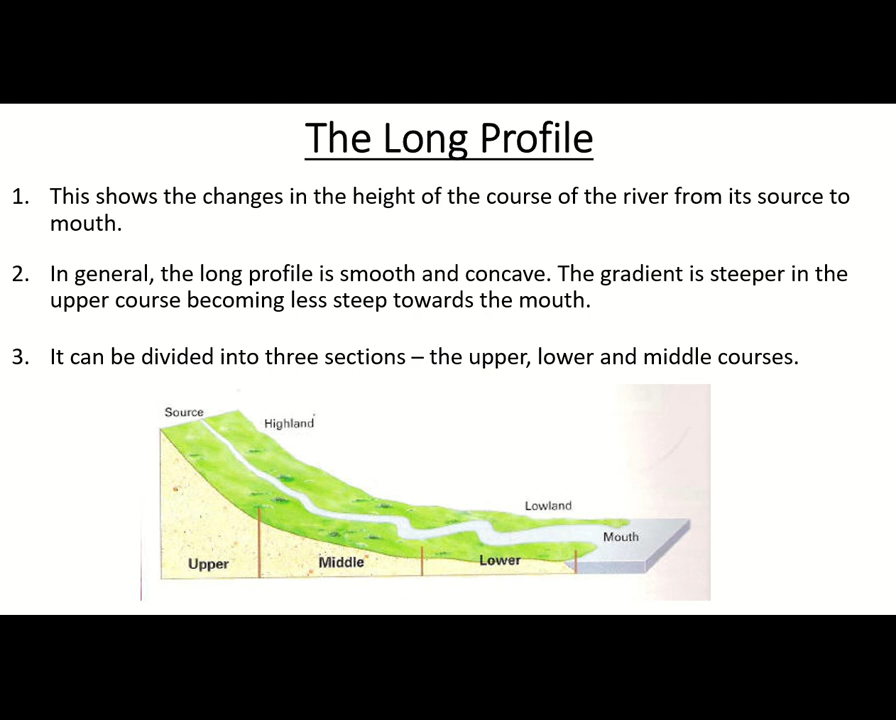 The Long Profile
1. This shows the changes in the height of the course of the river from its source to
mouth.
2. In general, the long profile is smooth and concave. The gradient is steeper in the
upper course becoming less steep towards the mouth.
3. It can be divided into three sections – the upper, lower and middle courses.
Source
Highland
Lowland
Mouth
Upper
Middle
Lower